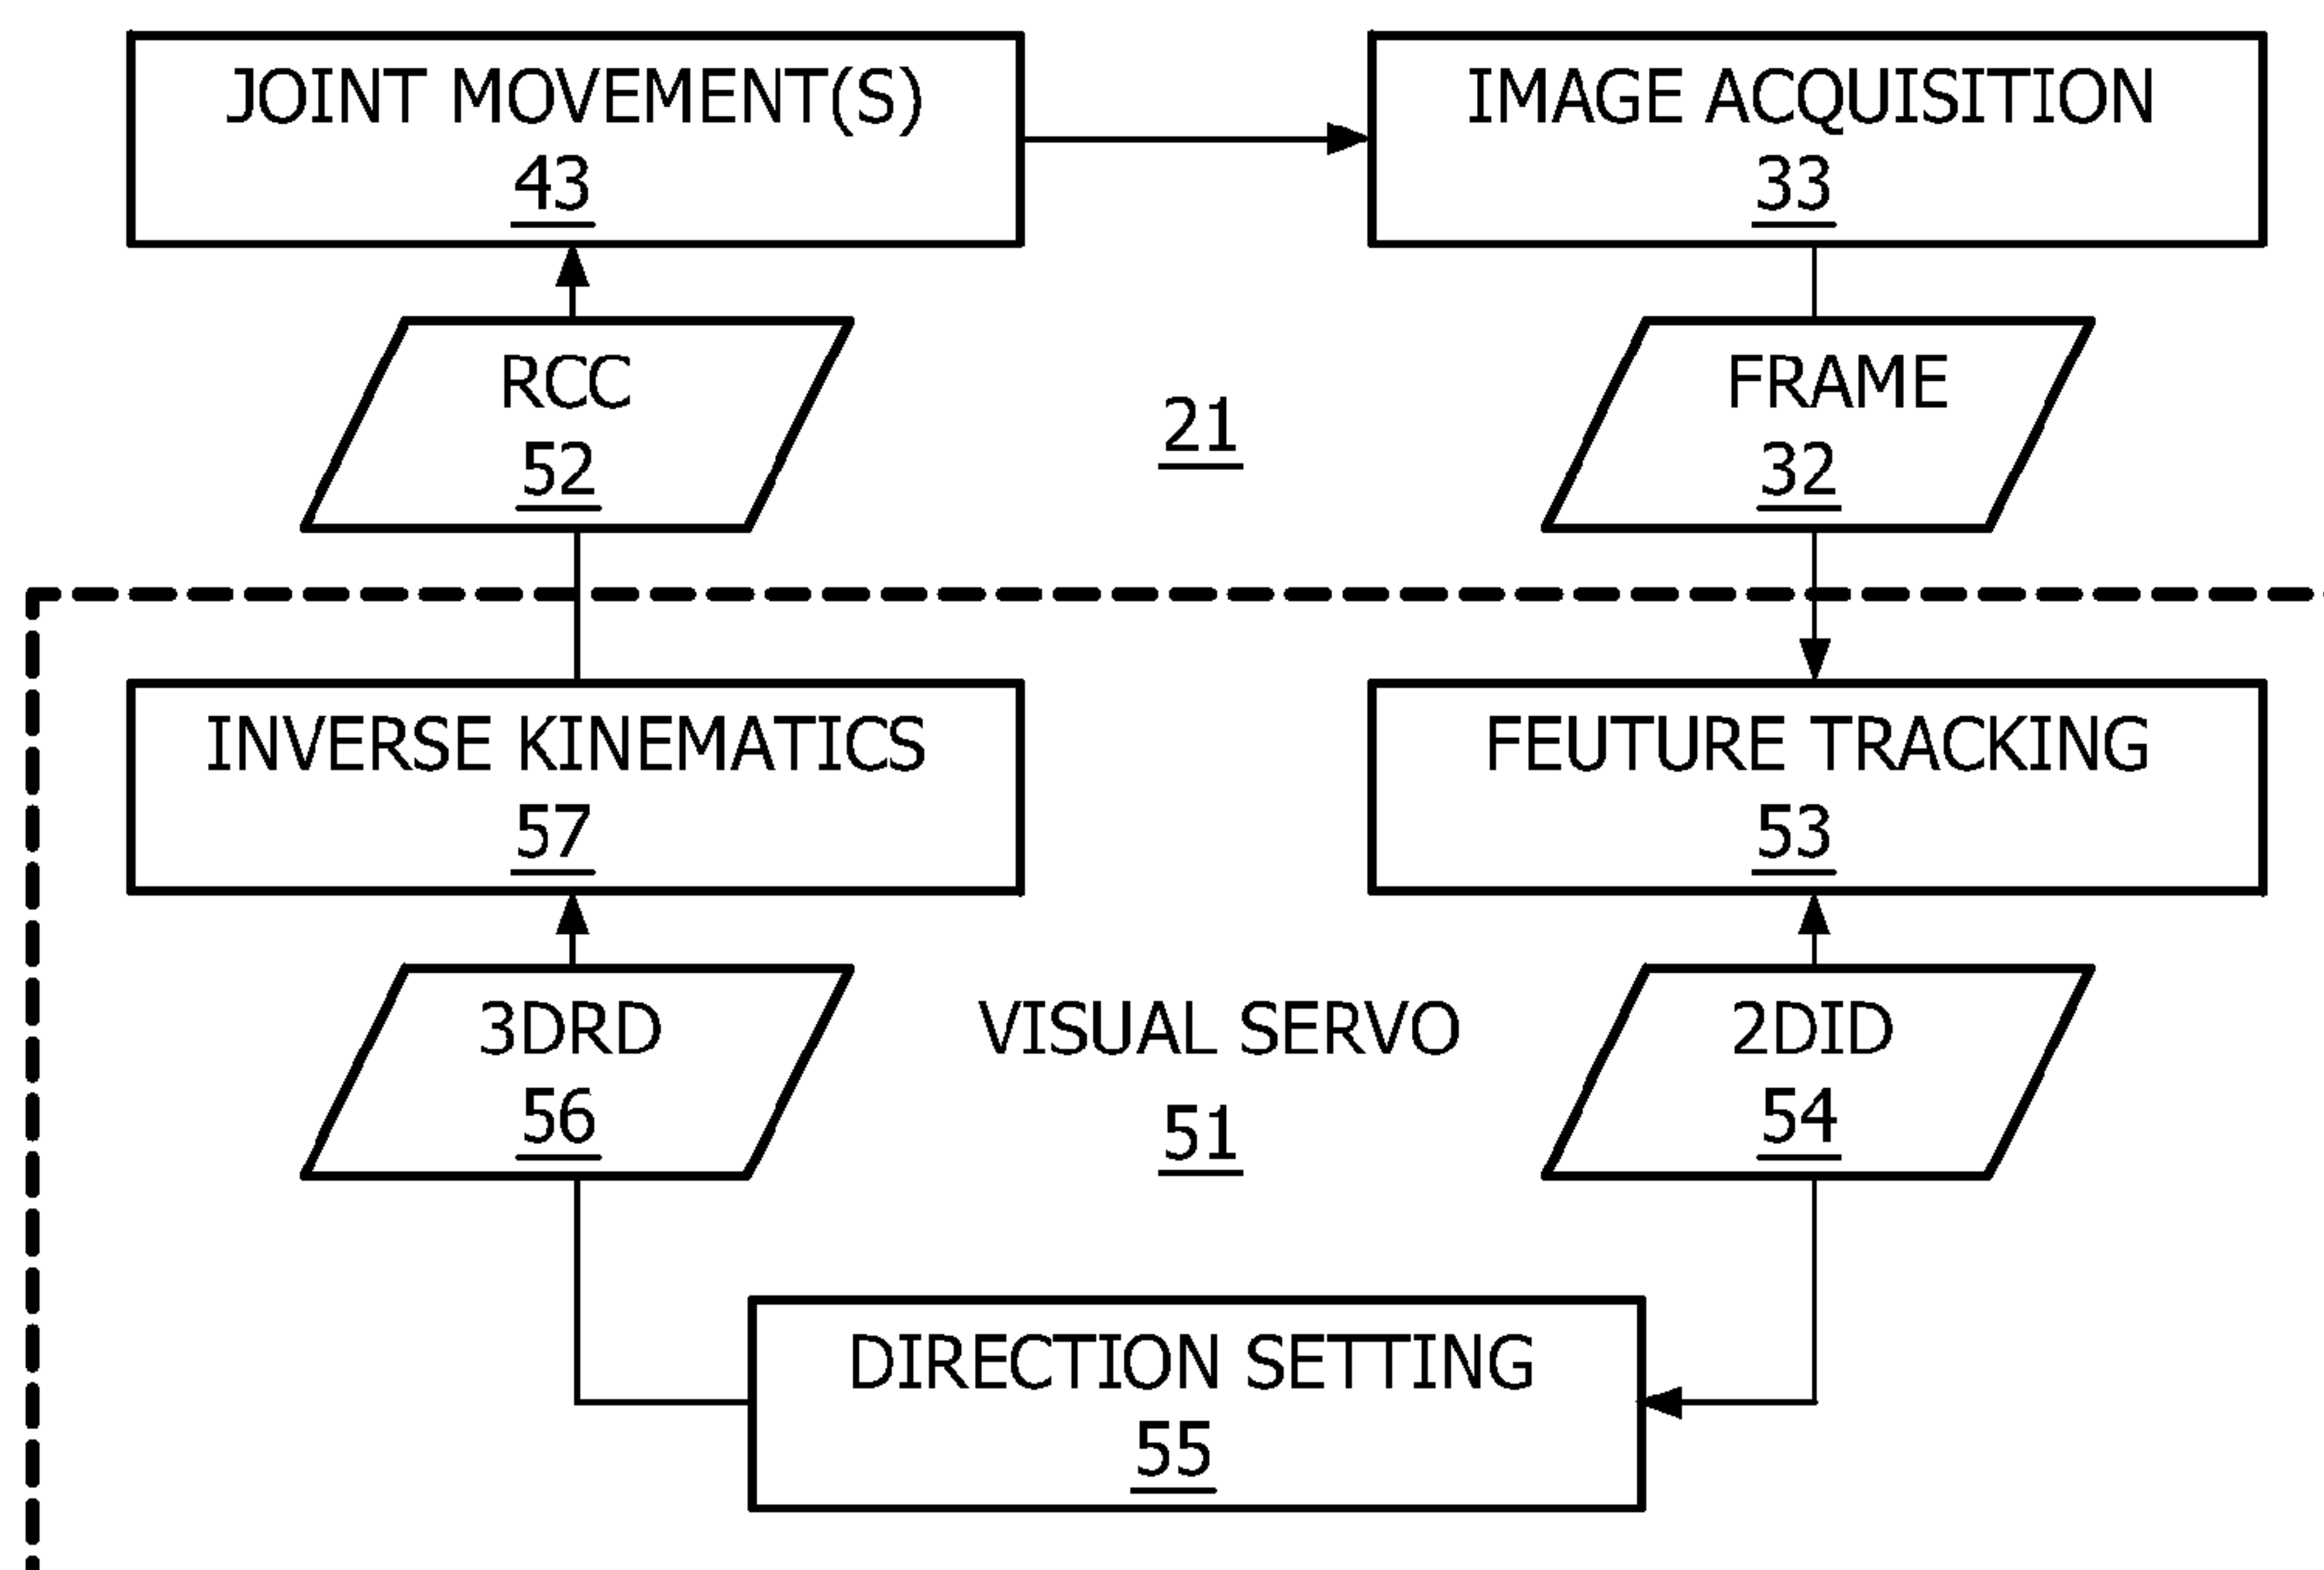 JOINT MOVEMENT(S)
43
IMAGE ACQUISITION
33
RCC
52
21
FRAME
32
INVERSE KINEMATICS
57
FEUTURE TRACKING
53
3DRD
56
VISUAL SERVO
51
2DID
54
DIRECTION SETTING
55